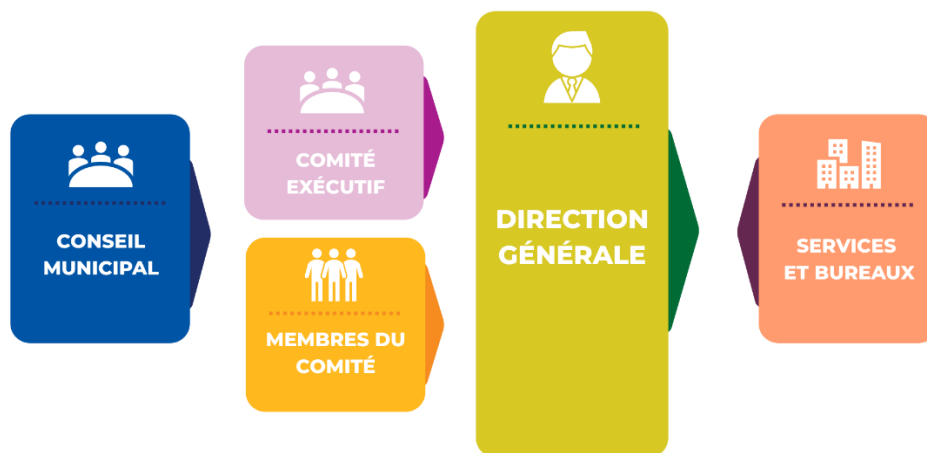 CONSEIL
MUNICIPAL
COMITÉ
EXÉCUTIF
MEMBRES DU
COMITÉ
DIRECTION
GÉNÉRALE
SERVICES
ET BUREAUX